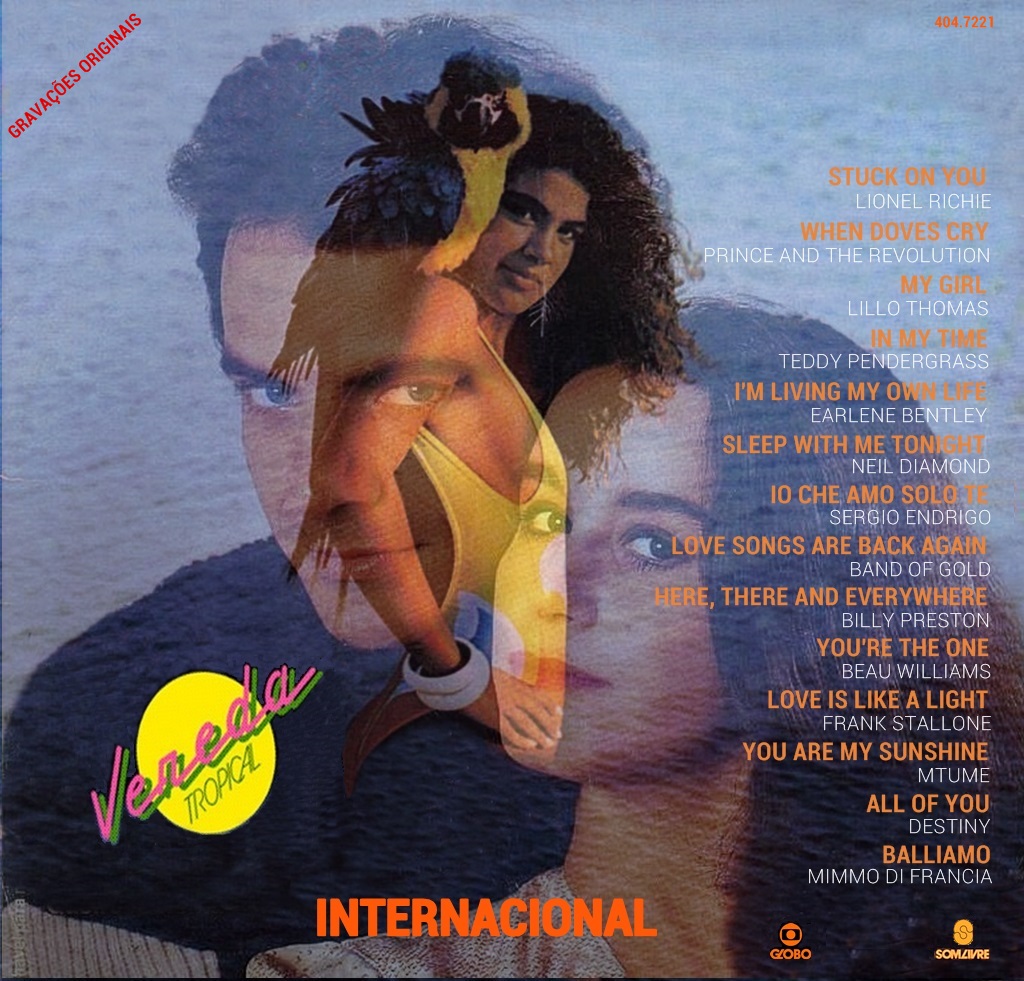 GRAVAÇÕES ORIGINAIS
404.7221
STUCK ON YOU
LIONEL RICHIE
WHEN DOVES CRY
PRINCE AND THE REVOLUTION
MY GIRL
LILLO THOMAS
IN MY TIME
TEDDY PENDERGRASS
I'M LIVING MY OWN LIFE
EARLENE BENTLEY
SLEEP WITH ME TONIGHT
NEIL DIAMOND
IO CHE AMO SOLO TE
SERGIO ENDRIGO
LOVE SONGS ARE BACK AGAIN
BAND OF GOLD
HERE, THERE AND EVERYWHERE
BILLY PRESTON
YOU'RE THE ONE
BEAU WILLIAMS
LOVE IS LIKE A LIGHT
FRANK STALLONE
YOU ARE MY SUNSHINE
MTUME
ALL OF YOU
DESTINY
BALLIAMO
MIMMO DI FRANCIA
Vereda
TROPICAL
INTERNACIONAL
GLOBO
SOM LIVRE